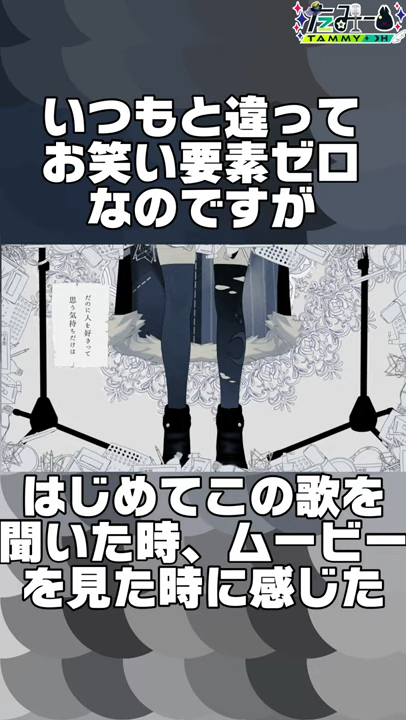 たみー
TAMMY・CH
いつもと違って
お笑い要素ゼロ
なのですが
だのに人を好きって
思う気持ちだけは
はじめてこの歌を
聞いた時、ムービー
を見た時に感じた